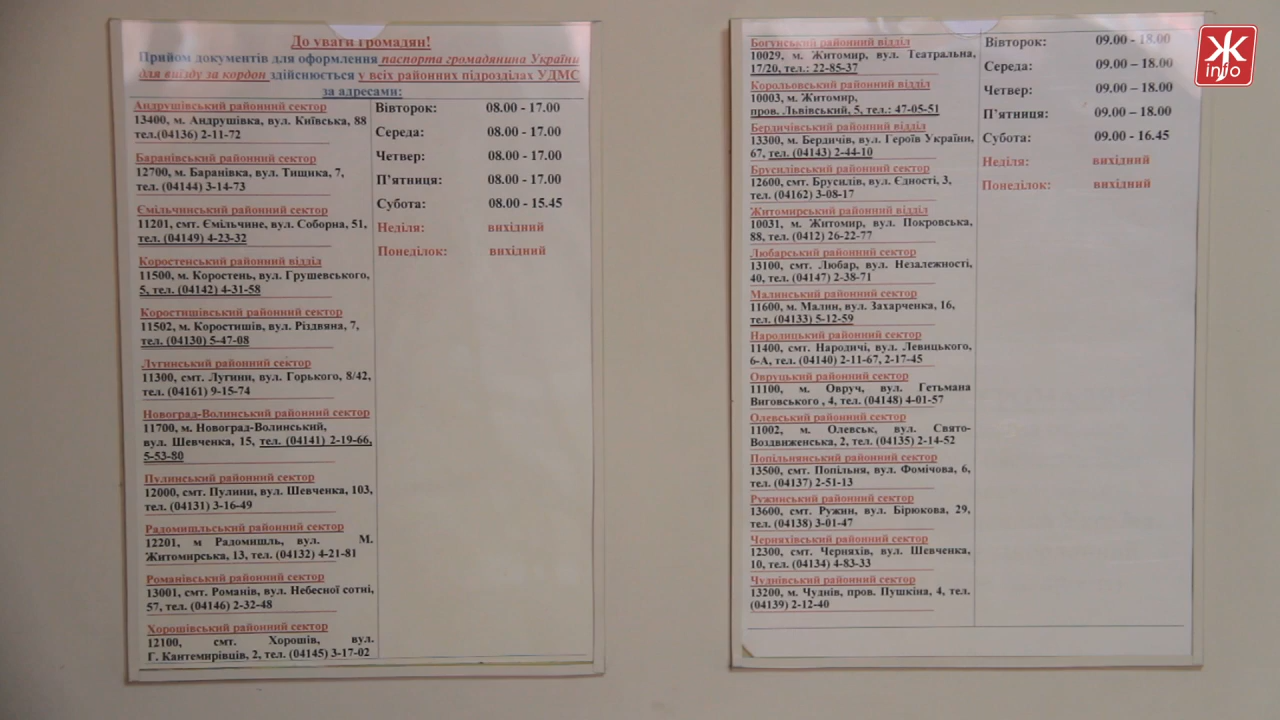 До уваги громадян!
Прийом документів для оформлення паспорта громадянина України
для виїзду за кордон здійснюється у всіх районних підрозділах УДМС
за адресами:
Андрушівський районний сектор
13400, м. Андрушівка, вул. Київська, 88
тел.(04136) 2-11-72
Баранівський районний сектор
12700, м. Баранівка, вул. Тищика, 7,
тел. (04144) 3-14-73
Ємільчинський районний сектор
11201, смт. Ємільчине, вул. Соборна, 51,
тел. (04149) 4-23-32
Коростенський районний відділ
11500, м. Коростень, вул. Грушевського,
5, тел. (04142) 4-31-58
Коростишівський районний сектор
11502, м. Коростишів, вул. Різдвяна, 7,
тел. (04130) 5-47-08
Лугинський районний сектор
11300, смт. Лугини, вул. Горького, 8/42,
тел. (04161) 9-15-74
Новоград-Волинський районний сектор
11700, м. Новоград-Волинський,
вул. Шевченка, 15, тел. (04141) 2-19-66,
5-53-80
Пулинський районний сектор
12000, смт. Пулини, вул. Шевченка, 103,
тел. (04131) 3-16-49
Радомишльський районний сектор
12201, м Радомишль, вул. М.
Житомирська, 13, тел. (04132) 4-21-81
Романівський районний сектор
13001, смт. Романів, вул. Небесної сотні,
57, тел. (04146) 2-32-48
Хорошівський районний сектор
12100, смт. Хорошів, вул.
Г. Кантемирівців, 2, тел. (04145) 3-17-02
Вівторок: 08.00 - 17.00
Середа: 08.00 - 17.00
Четвер: 08.00 - 17.00
П'ятниця: 08.00 - 17.00
Субота: 08.00 - 15.45
Неділя: вихідний
Понеділок: вихідний
Богунський районний відділ
10029, м. Житомир, вул. Театральна,
17/20, тел.: 22-85-37
Корольовський районний відділ
10003, м. Житомир,
пров. Львівський, 5, тел.: 47-05-51
Бердичівський районний відділ
13300, м. Бердичів, вул. Героїв України,
67, тел. (04143) 2-44-10
Брусилівський районний сектор
12600, смт. Брусилів, вул. Єдності, 3,
тел. (04162) 3-08-17
Житомирський районний відділ
10031, м. Житомир, вул. Покровська,
88, тел. (0412) 26-22-77
Любарський районний сектор
13100, смт. Любар, вул. Незалежності,
40, тел. (04147) 2-38-71
Малинський районний сектор
11600, м. Малин, вул. Захарченка, 16,
тел. (04133) 5-12-59
Народицький районний сектор
11400, смт. Народичі, вул. Левицького,
6-А, тел. (04140) 2-11-67, 2-17-45
Овруцький районний сектор
11100, м. Овруч, вул. Гетьмана
Виговського , 4, тел. (04148) 4-01-57
Олевський районний сектор
11002, м. Олевськ, вул. Свято-
Воздвиженська, 2, тел. (04135) 2-14-52
Попільнянський районний сектор
13500, смт. Попільня, вул. Фомічова, 6,
тел. (04137) 2-51-13
Ружинський районний сектор
13600, смт. Ружин, вул. Бірюкова, 29,
тел. (04138) 3-01-47
Черняхівський районний сектор
12300, смт. Черняхів, вул. Шевченка,
10, тел. (04134) 4-83-33
Чуднівський районний сектор
13200, м. Чуднів, пров. Пушкіна, 4, тел.
(04139) 2-12-40
Вівторок: 09.00 - 18.00
Середа: 09.00 – 18.00
Четвер: 09.00 – 18.00
П'ятниця: 09.00 – 18.00
Субота: 09.00 - 16.45
Неділя: вихідний
Понеділок: вихідний
Ж
info